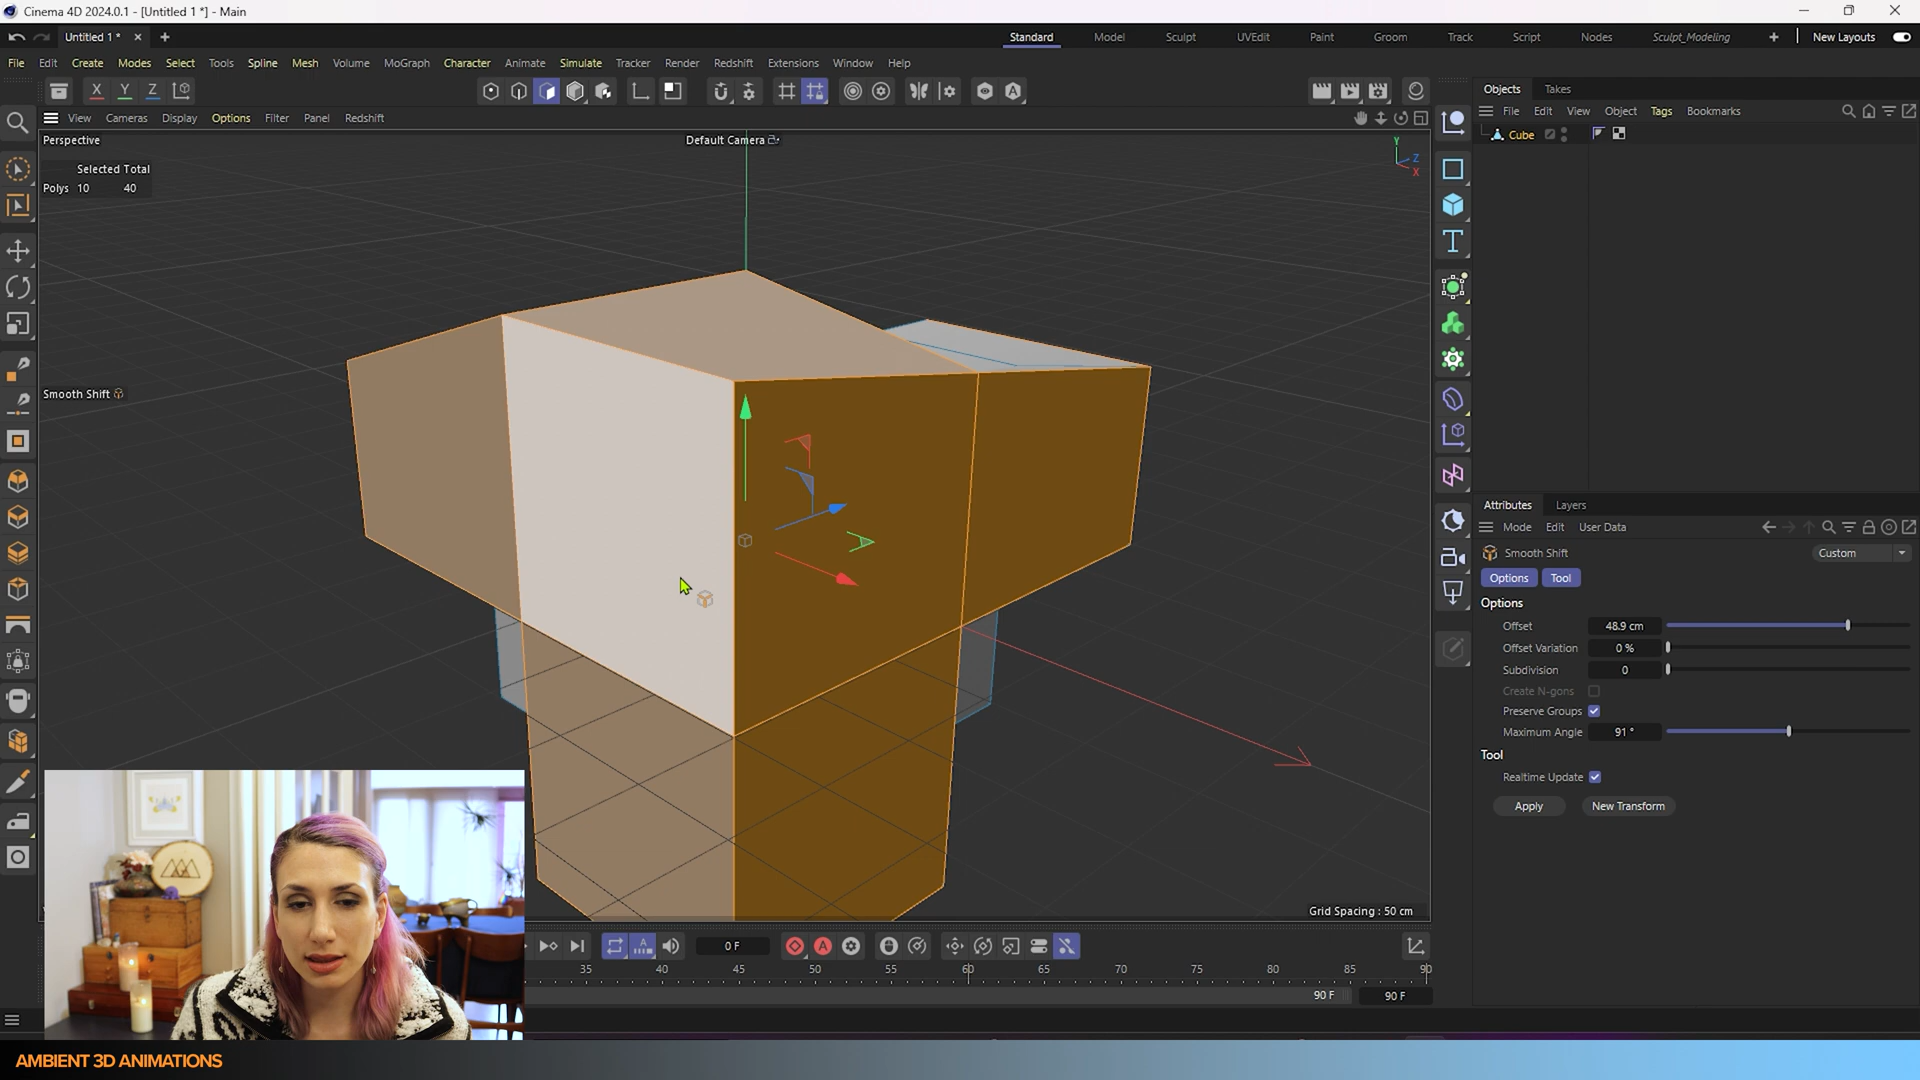 Cinema 4D 2024.0.1 - [Untitled 1 *] - Main
Untitled 1 *
Standard Model Sculpt UVEdit Paint Groom Track Script Nodes Sculpt_Modeling New Layouts
File Edit Create Modes Select Tools Spline Mesh Volume MoGraph Character Animate Simulate Tracker Render Redshift Extensions Window Help
X Y Z
View Cameras Display Options Filter Panel Redshift
Perspective
Default Camera
Y
Z
X
Selected Total
Polys 10 40
Smooth Shift
Grid Spacing : 50 cm
Objects Takes
File Edit View Object Tags Bookmarks
Cube
Attributes Layers
Mode Edit User Data
Smooth Shift Custom
Options Tool
Options
Offset 48.9 cm
Offset Variation 0 %
Subdivision 0
Create N-gons
Preserve Groups
Maximum Angle 91 °
Tool
Realtime Update
Apply New Transform
0 F
35 40 45 50 55 60 65 70 75 80 85 90
90 F 90 F
AMBIENT 3D ANIMATIONS